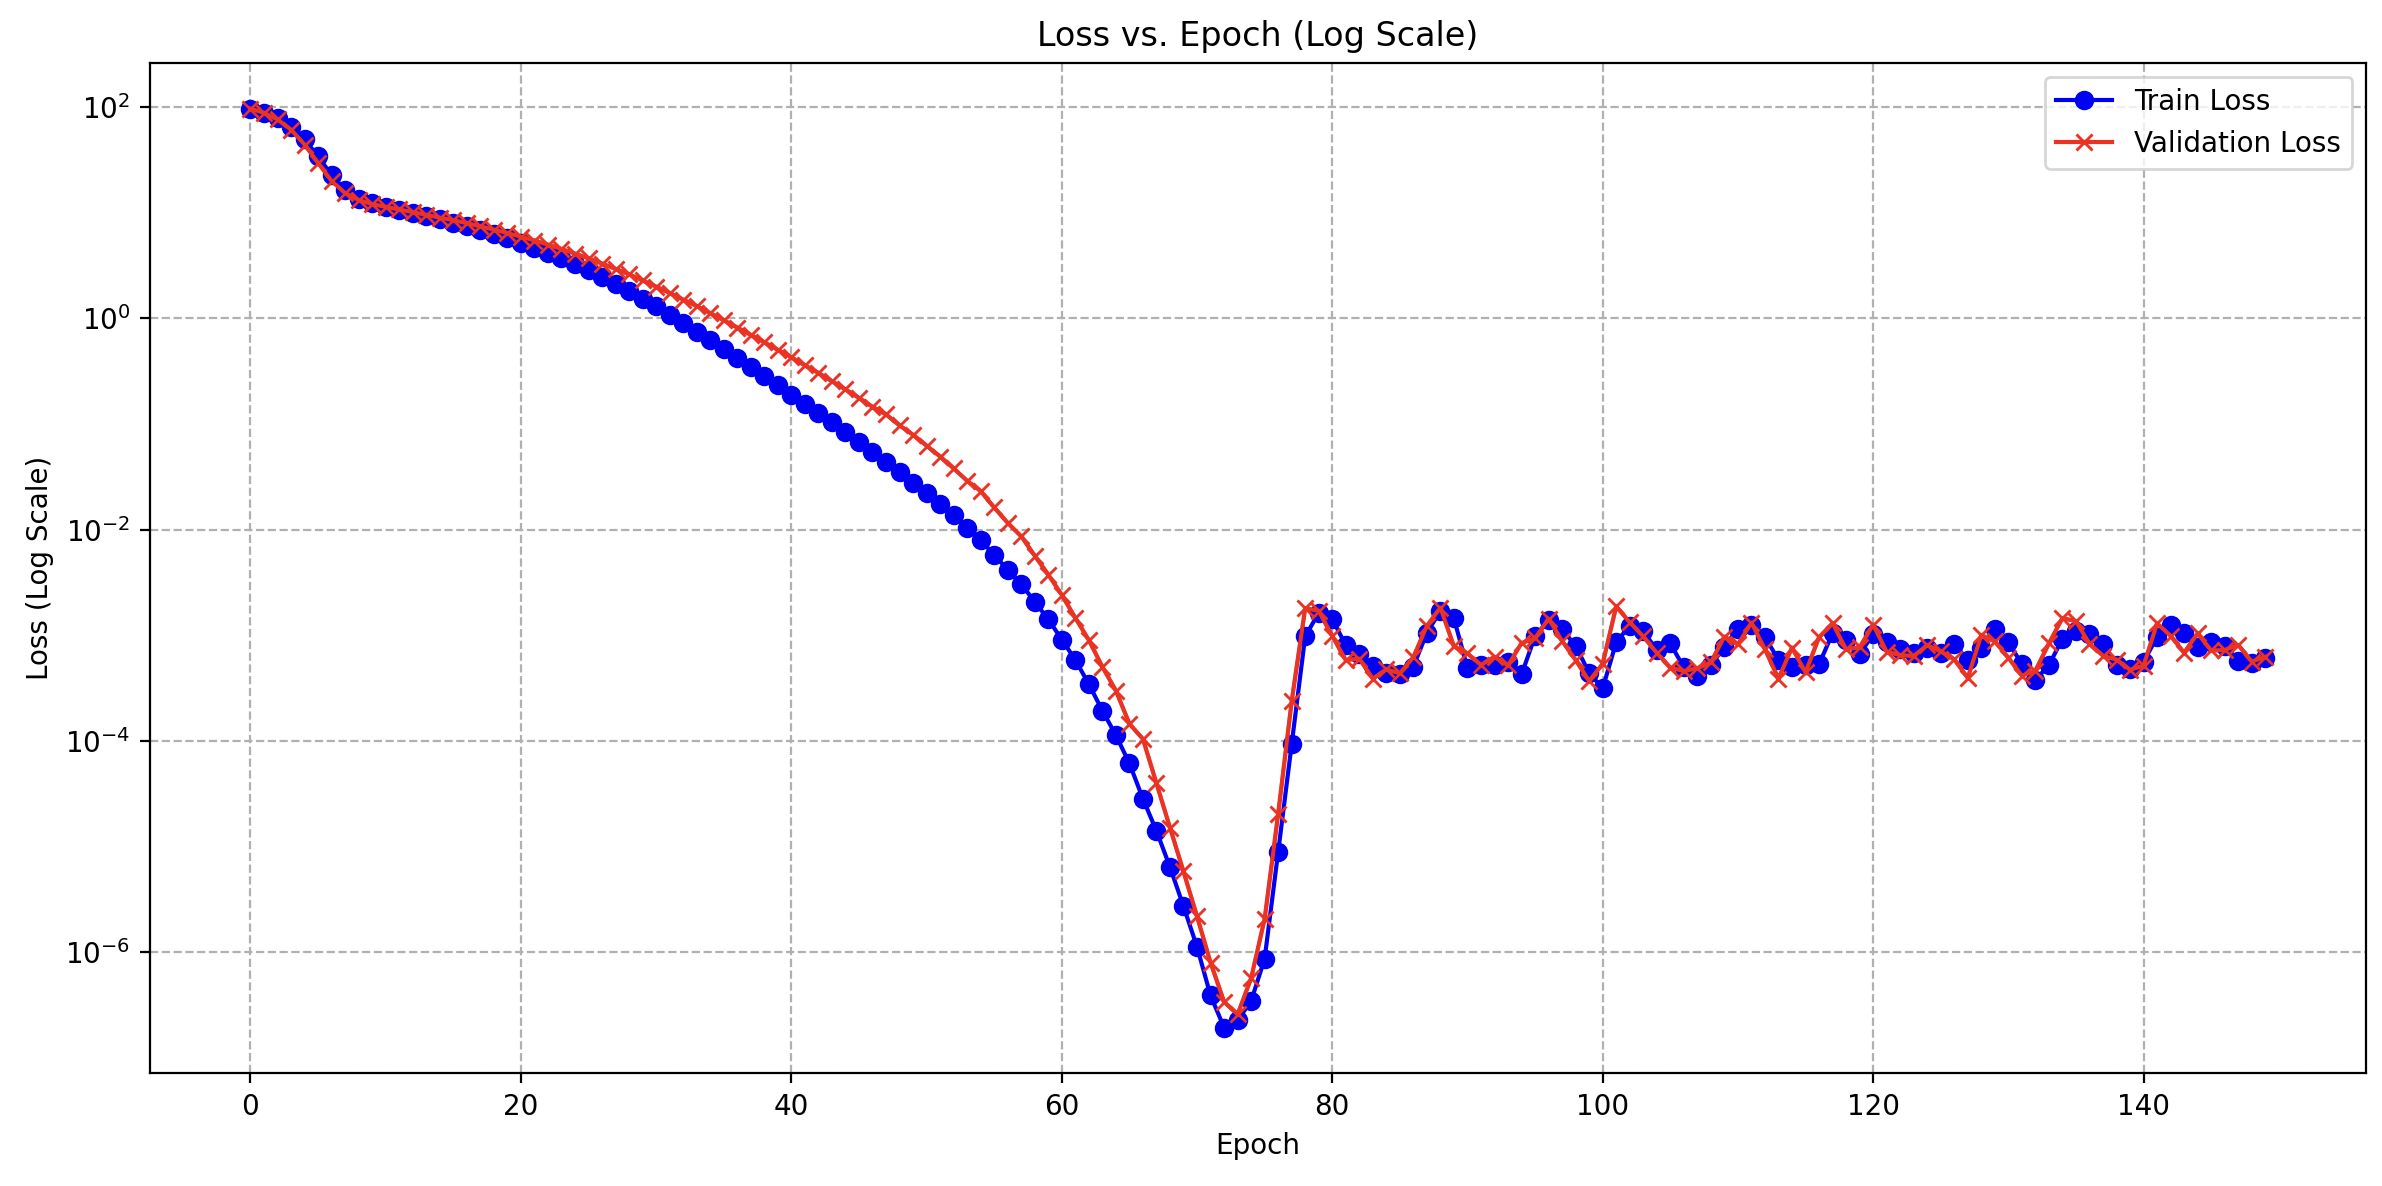 Loss vs. Epoch (Log Scale)
Train Loss
Validation Loss
Loss (Log Scale)
10²
10⁰
10⁻²
10⁻⁴
10⁻⁶
0 20 40 60 80 100 120 140
Epoch